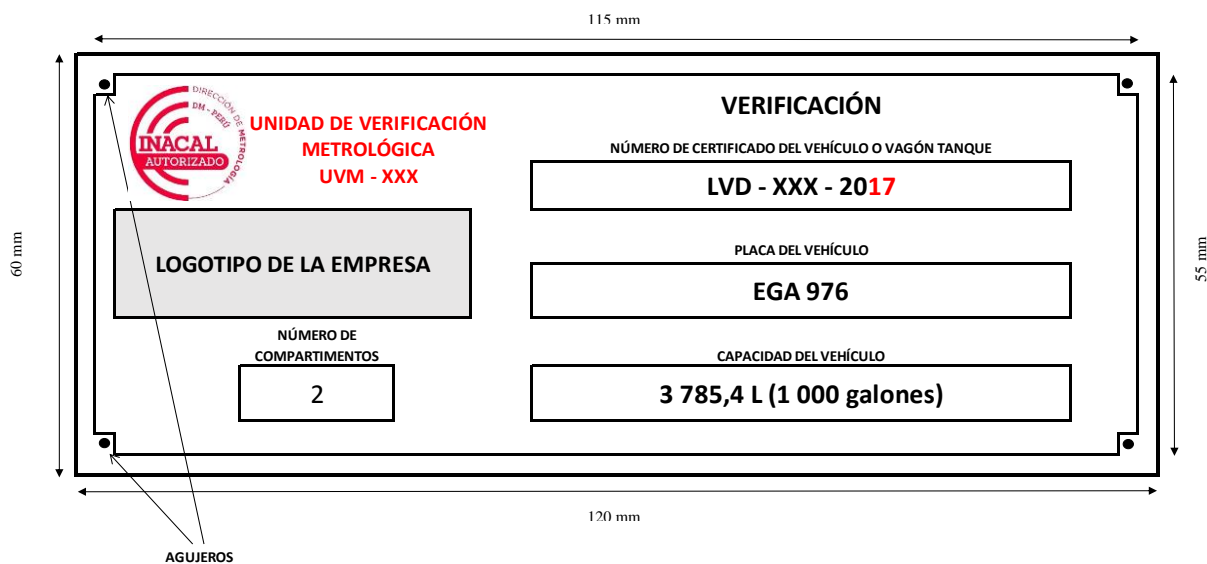 115 mm
DIRECCIÓN DE METROLOGÍA
DM - PERÚ
INACAL
AUTORIZADO
UNIDAD DE VERIFICACIÓN
METROLÓGICA
UVM - XXX
VERIFICACIÓN
NÚMERO DE CERTIFICADO DEL VEHÍCULO O VAGÓN TANQUE
LVD - XXX - 2017
LOGOTIPO DE LA EMPRESA
PLACA DEL VEHÍCULO
EGA 976
NÚMERO DE
COMPARTIMENTOS
2
CAPACIDAD DEL VEHÍCULO
3 785,4 L (1 000 galones)
60 mm
55 mm
120 mm
AGUJEROS